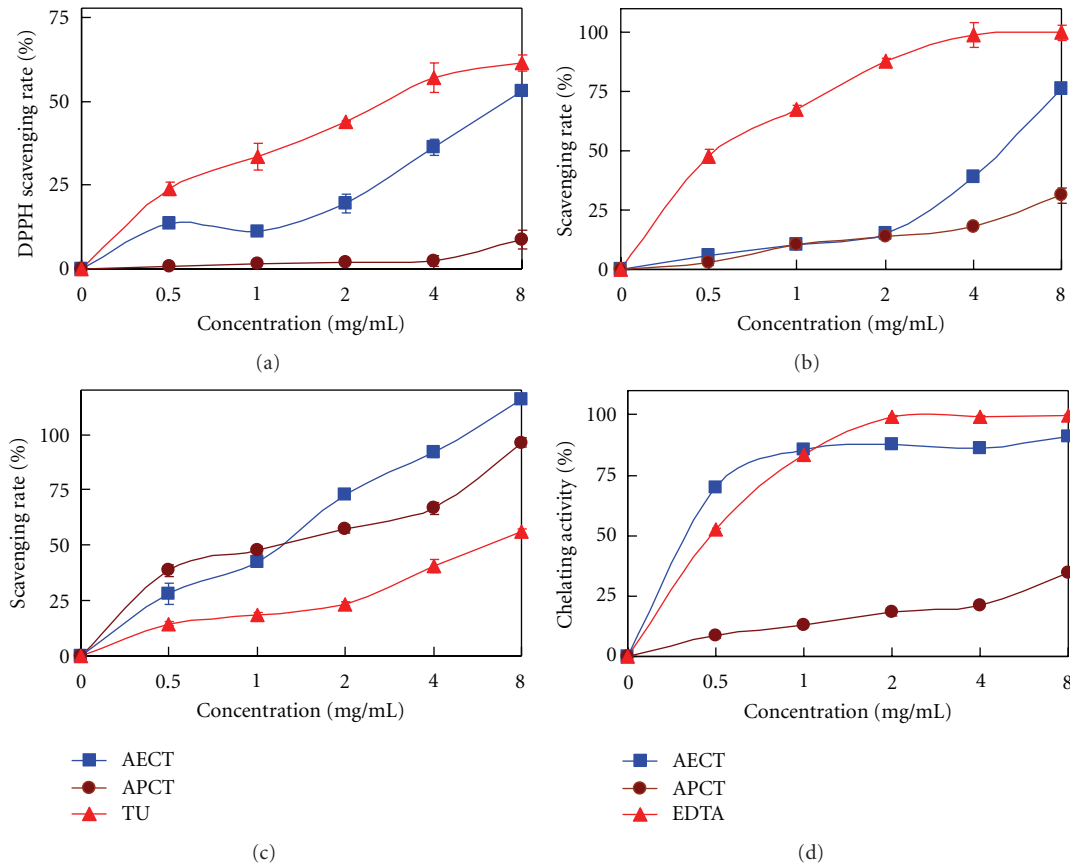 75
50
25
0
DPPH scavenging rate (%)
0 0.5 1 2 4 8
Concentration (mg/mL)
(a)
100
75
50
25
0
Scavenging rate (%)
0 0.5 1 2 4 8
Concentration (mg/mL)
(b)
100
75
50
25
0
Scavenging rate (%)
0 0.5 1 2 4 8
Concentration (mg/mL)
AECT
APCT
TU
(c)
100
75
50
25
0
Chelating activity (%)
0 0.5 1 2 4 8
Concentration (mg/mL)
AECT
APCT
EDTA
(d)